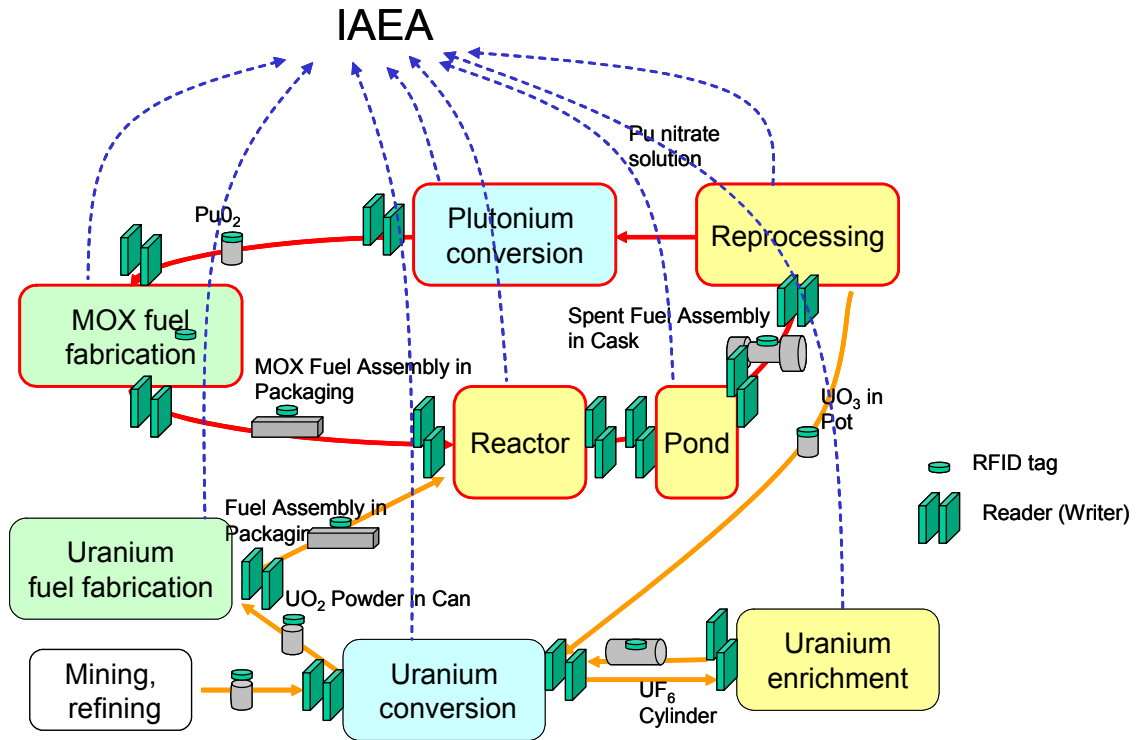 IAEA
Pu nitrate
solution
Pu0₂
Plutonium
conversion
Reprocessing
MOX fuel
fabrication
Spent Fuel Assembly
in Cask
MOX Fuel Assembly in
Packaging
Reactor
Pond
UO₃ in
Pot
RFID tag
Reader (Writer)
Fuel Assembly in
Packaging
Uranium
fuel fabrication
UO₂ Powder in Can
Mining,
refining
Uranium
conversion
UF₆
Cylinder
Uranium
enrichment